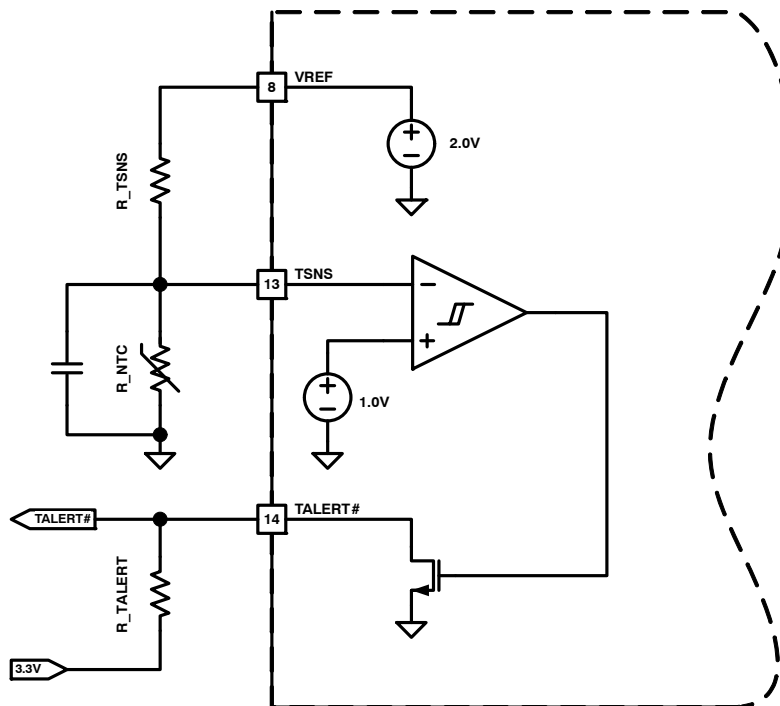 8
VREF
+
−
2.0V
R_TSNS
13
TSNS
−
+
R_NTC
+
−
1.0V
14
TALERT#
TALERT#
R_TALERT
3.3V